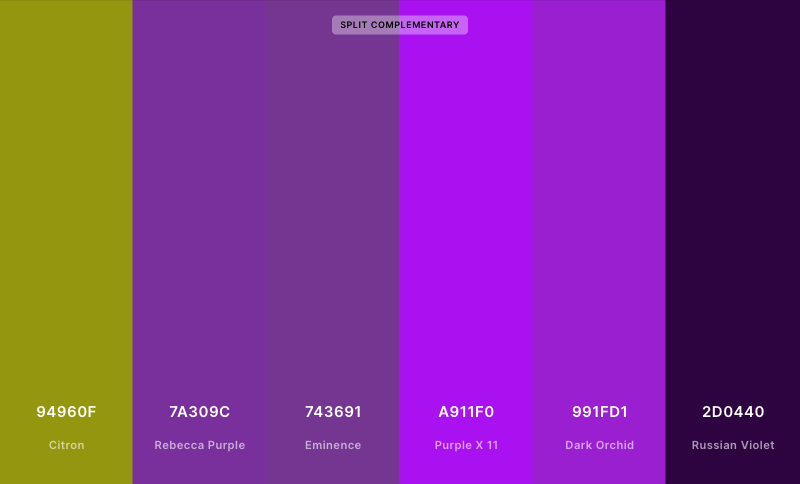 SPLIT COMPLEMENTARY
94960F 7A309C 743691 A911F0 991FD1 2D0440
Citron Rebecca Purple Eminence Purple X 11 Dark Orchid Russian Violet